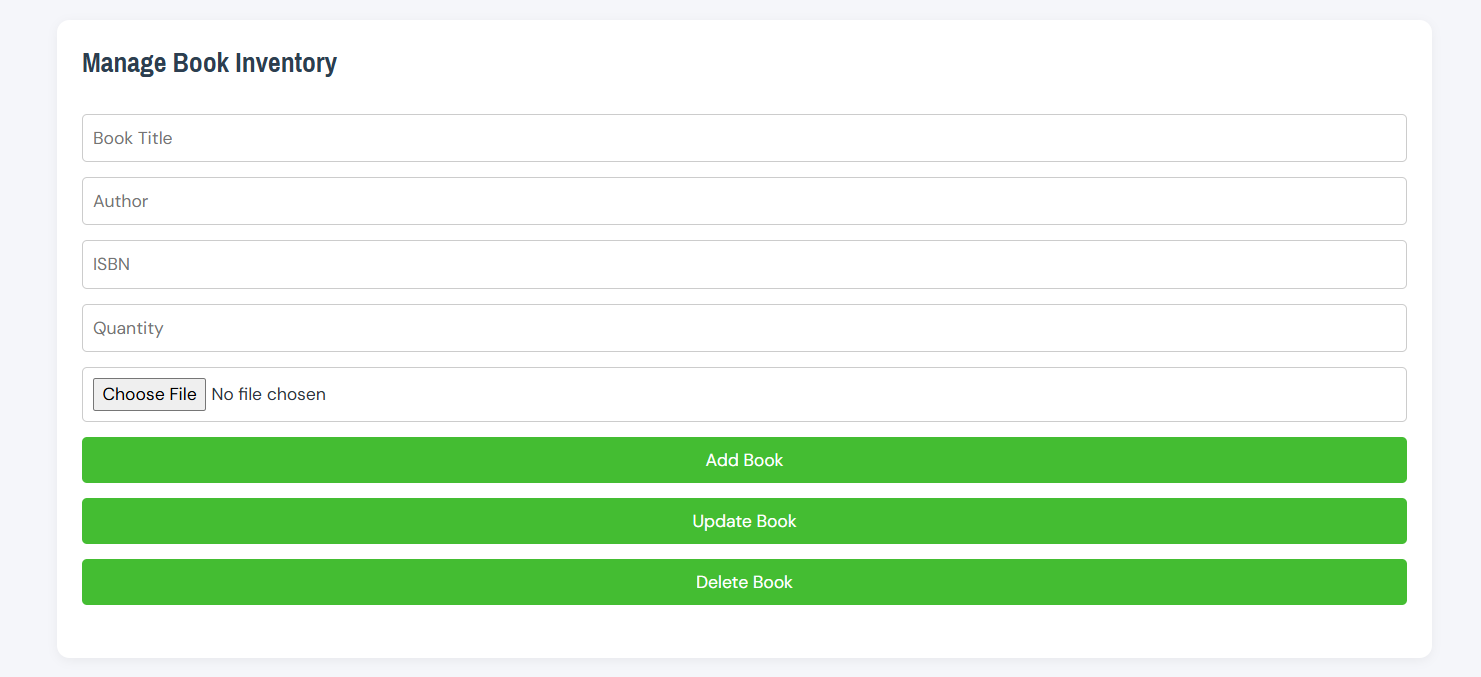 Manage Book Inventory
Book Title
Author
ISBN
Quantity
Choose File No file chosen
Add Book
Update Book
Delete Book